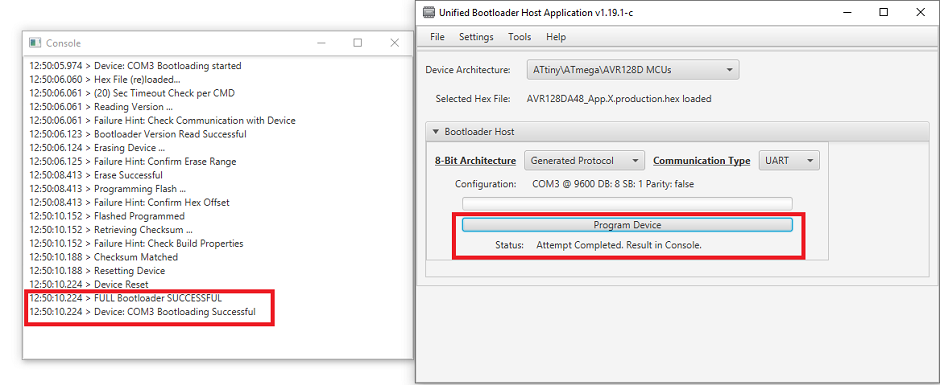 Console
12:50:05.974 > Device: COM3 Bootloading started
12:50:06.060 > Hex File (re)loaded...
12:50:06.061 > (20) Sec Timeout Check per CMD
12:50:06.061 > Reading Version ...
12:50:06.061 > Failure Hint: Check Communication with Device
12:50:06.123 > Bootloader Version Read Successful
12:50:06.124 > Erasing Device ...
12:50:06.125 > Failure Hint: Confirm Erase Range
12:50:08.413 > Erase Successful
12:50:08.413 > Programming Flash ...
12:50:08.413 > Failure Hint: Confirm Hex Offset
12:50:10.152 > Flashed Programmed
12:50:10.152 > Retrieving Checksum ...
12:50:10.152 > Failure Hint: Check Build Properties
12:50:10.188 > Checksum Matched
12:50:10.188 > Resetting Device
12:50:10.224 > Device Reset
12:50:10.224 > FULL Bootloader SUCCESSFUL
12:50:10.224 > Device: COM3 Bootloading Successful
Unified Bootloader Host Application v1.19.1-c
File Settings Tools Help
Device Architecture: ATtiny\ATmega\AVR128D MCUs
Selected Hex File: AVR128DA48_App.X.production.hex loaded
Bootloader Host
8-Bit Architecture Generated Protocol Communication Type UART
Configuration: COM3 @ 9600 DB: 8 SB: 1 Parity: false
Program Device
Status: Attempt Completed. Result in Console.